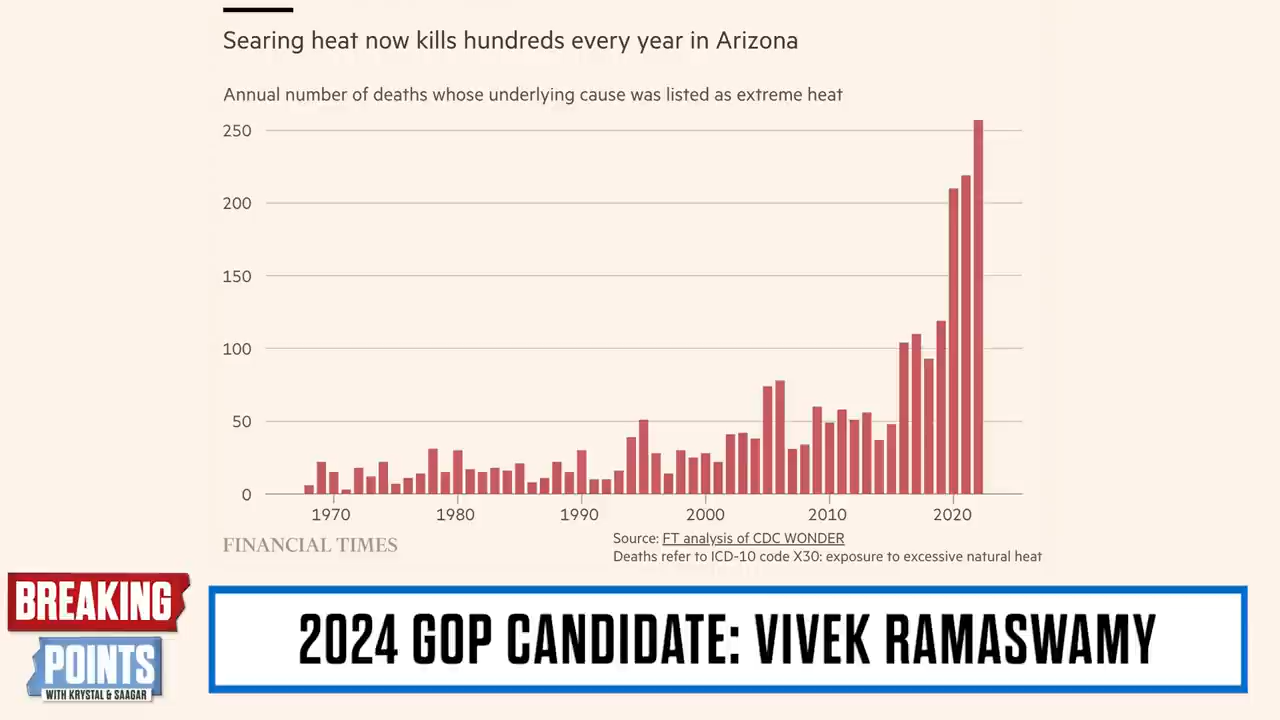 Searing heat now kills hundreds every year in Arizona
Annual number of deaths whose underlying cause was listed as extreme heat
250
200
150
100
50
0
1970 1980 1990 2000 2010 2020
FINANCIAL TIMES
Source: FT analysis of CDC WONDER
Deaths refer to ICD-10 code X30: exposure to excessive natural heat
BREAKING
POINTS
WITH KRYSTAL & SAAGAR
2024 GOP CANDIDATE: VIVEK RAMASWAMY